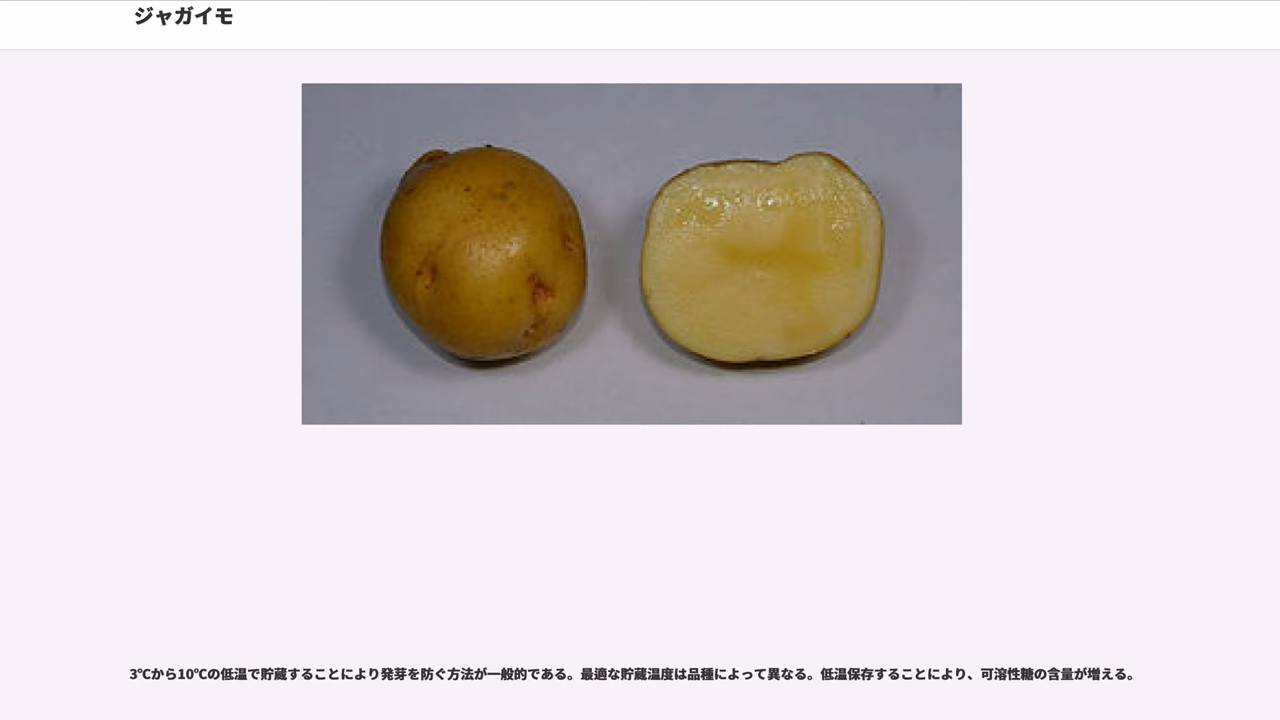 ジャガイモ
3℃から10℃の低温で貯蔵することにより発芽を防ぐ方法が一般的である。最適な貯蔵温度は品種によって異なる。低温保存することにより、可溶性糖の含量が増える。